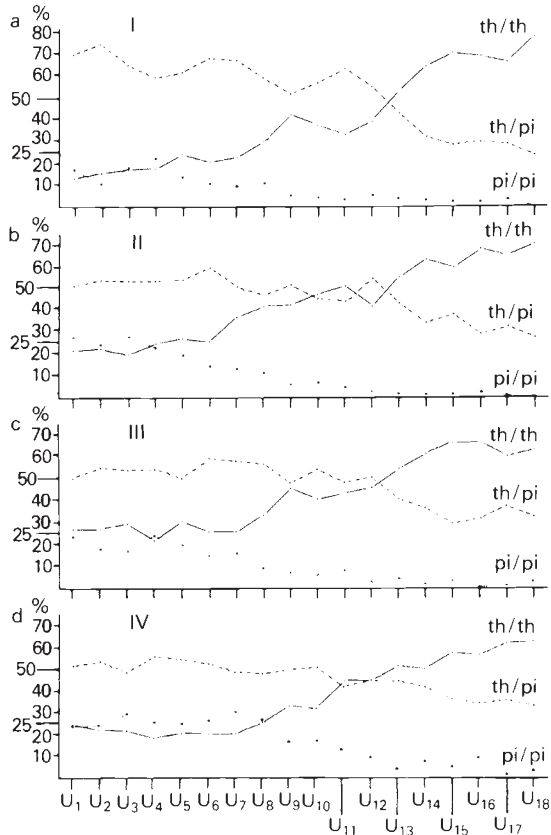 a
%
I
80
70
60
50
40
30
25
20
10
th/th
th/pi
pi/pi
b
%
II
70
60
50
40
30
25
20
10
th/th
th/pi
pi/pi
c
%
III
70
60
50
40
30
25
20
10
th/th
th/pi
pi/pi
d
%
IV
70
60
50
40
30
25
20
10
th/th
th/pi
pi/pi
U1 U2 U3 U4 U5 U6 U7 U8 U9 U10 U11 U12 U13 U14 U15 U16 U17 U18